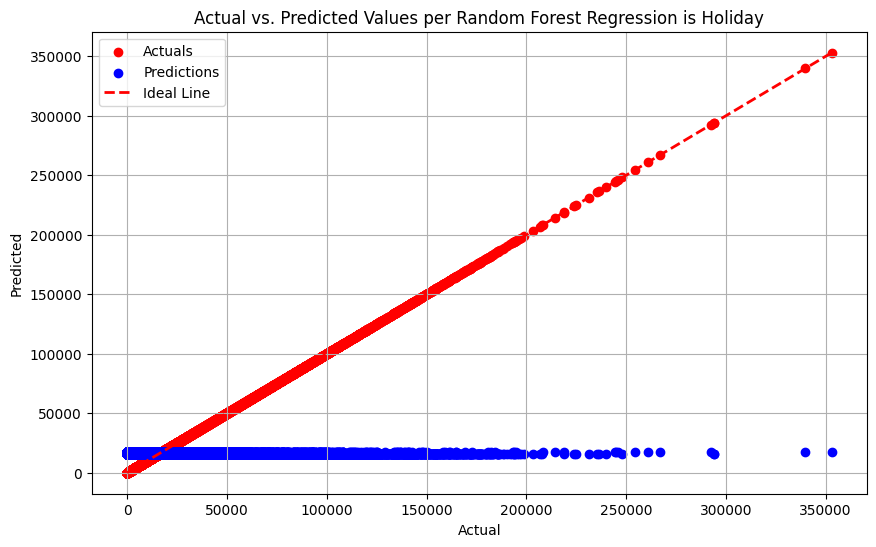 Actual vs. Predicted Values per Random Forest Regression is Holiday
350000
300000
250000
200000
150000
100000
50000
0
Predicted
Actuals
Predictions
Ideal Line
0
50000
100000
150000
200000
250000
300000
350000
Actual